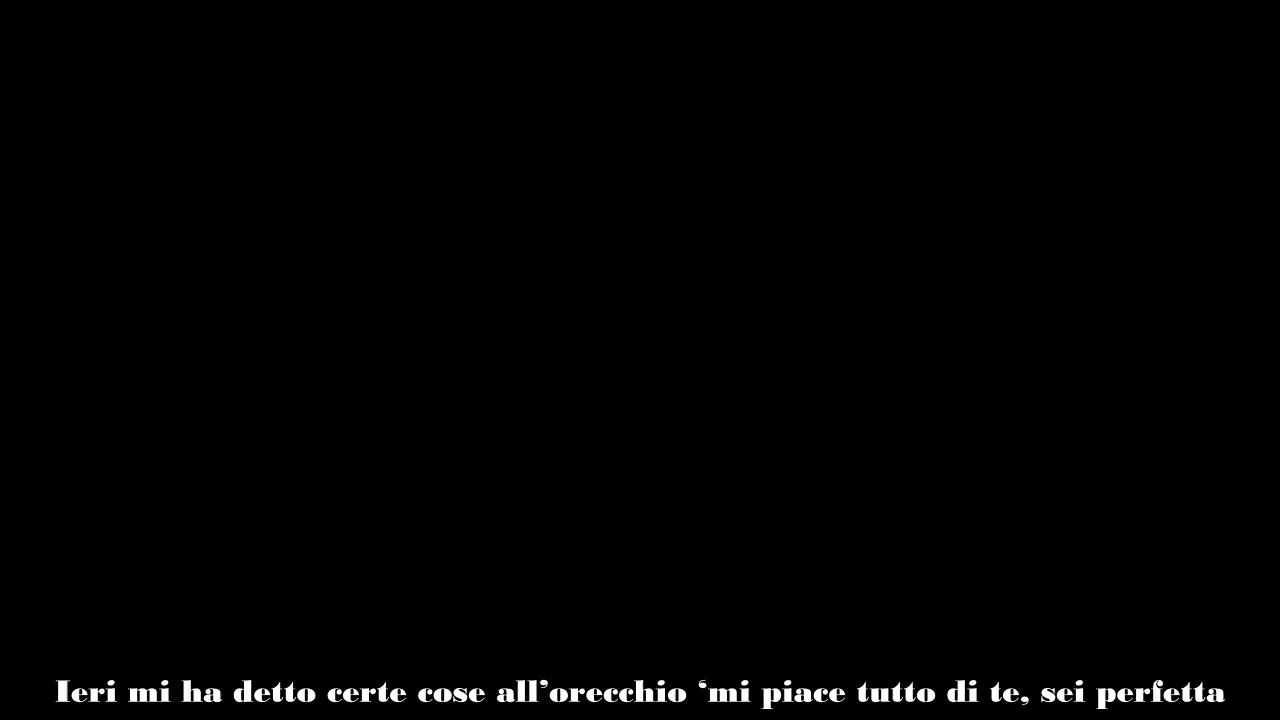 Ieri mi ha detto certe cose all’orecchio ‘mi piace tutto di te, sei perfetta